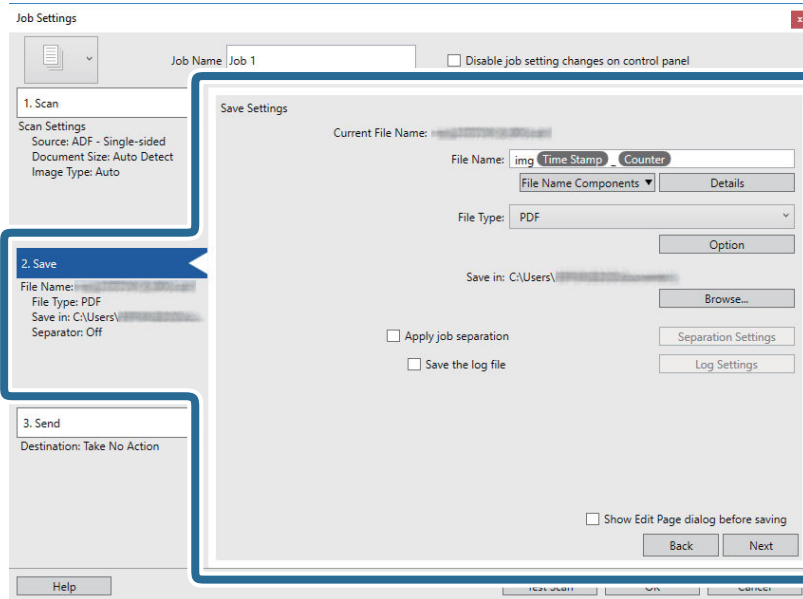 Job Settings
x
Job Name Job 1
Disable job setting changes on control panel
1. Scan
Scan Settings
Source: ADF - Single-sided
Document Size: Auto Detect
Image Type: Auto
2. Save
File Name:
File Type: PDF
Save in: C:\Users\
Separator: Off
3. Send
Destination: Take No Action
Save Settings
Current File Name:
File Name: img Time Stamp _ Counter
File Name Components ▼ Details
File Type: PDF
Option
Save in: C:\Users\
Browse...
Apply job separation Separation Settings
Save the log file Log Settings
Show Edit Page dialog before saving
Back Next
Help Test Scan OK Cancel